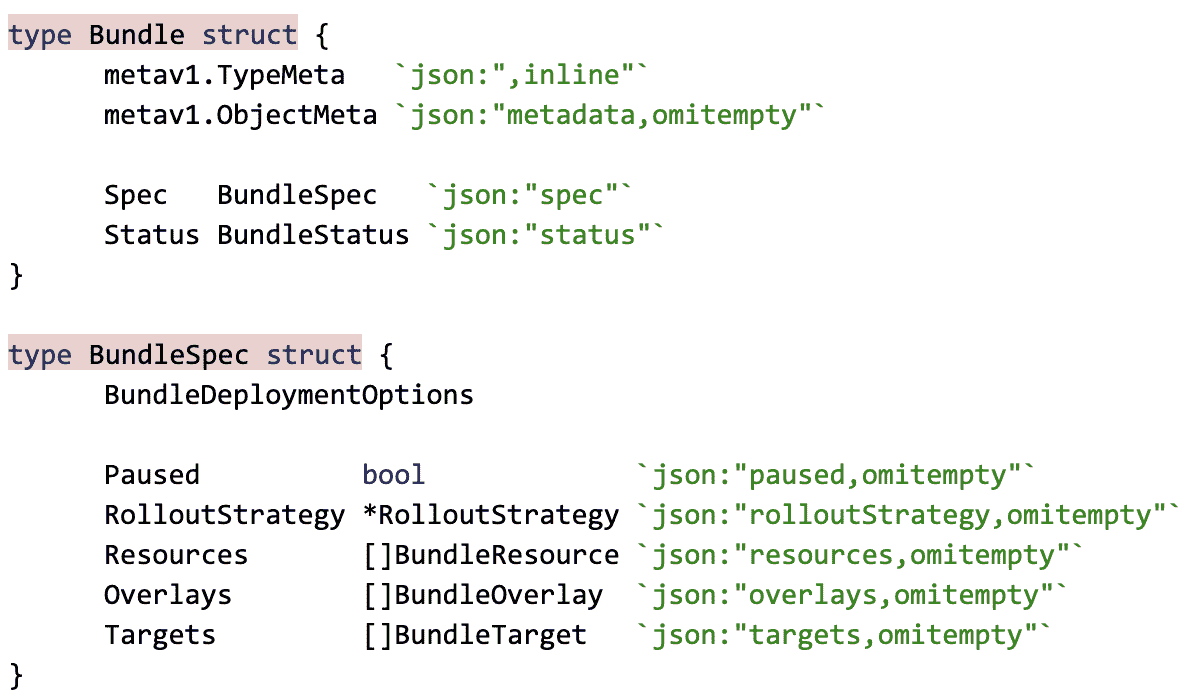 type Bundle struct {
metav1.TypeMeta `json:",inline"`
metav1.ObjectMeta `json:"metadata,omitempty"`
Spec BundleSpec `json:"spec"`
Status BundleStatus `json:"status"`
}
type BundleSpec struct {
BundleDeploymentOptions
Paused bool `json:"paused,omitempty"`
RolloutStrategy *RolloutStrategy `json:"rolloutStrategy,omitempty"`
Resources []BundleResource `json:"resources,omitempty"`
Overlays []BundleOverlay `json:"overlays,omitempty"`
Targets []BundleTarget `json:"targets,omitempty"`
}